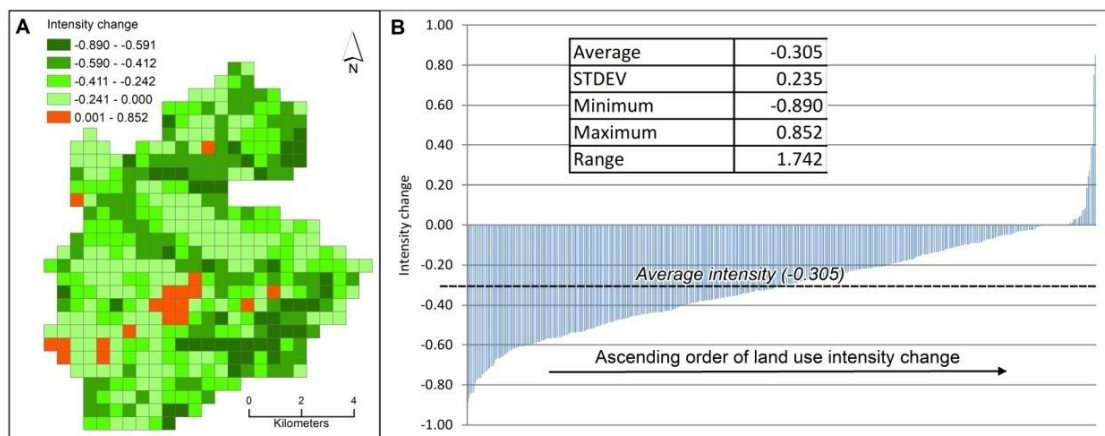 A
Intensity change
-0.890 - -0.591
-0.590 - -0.412
-0.411 - -0.242
-0.241 - 0.000
0.001 - 0.852
N
0 2 4
Kilometers
B
1.00
0.80
0.60
0.40
0.20
0.00
-0.20
-0.40
-0.60
-0.80
-1.00
Intensity change
Average -0.305
STDEV 0.235
Minimum -0.890
Maximum 0.852
Range 1.742
Average intensity (-0.305)
Ascending order of land use intensity change